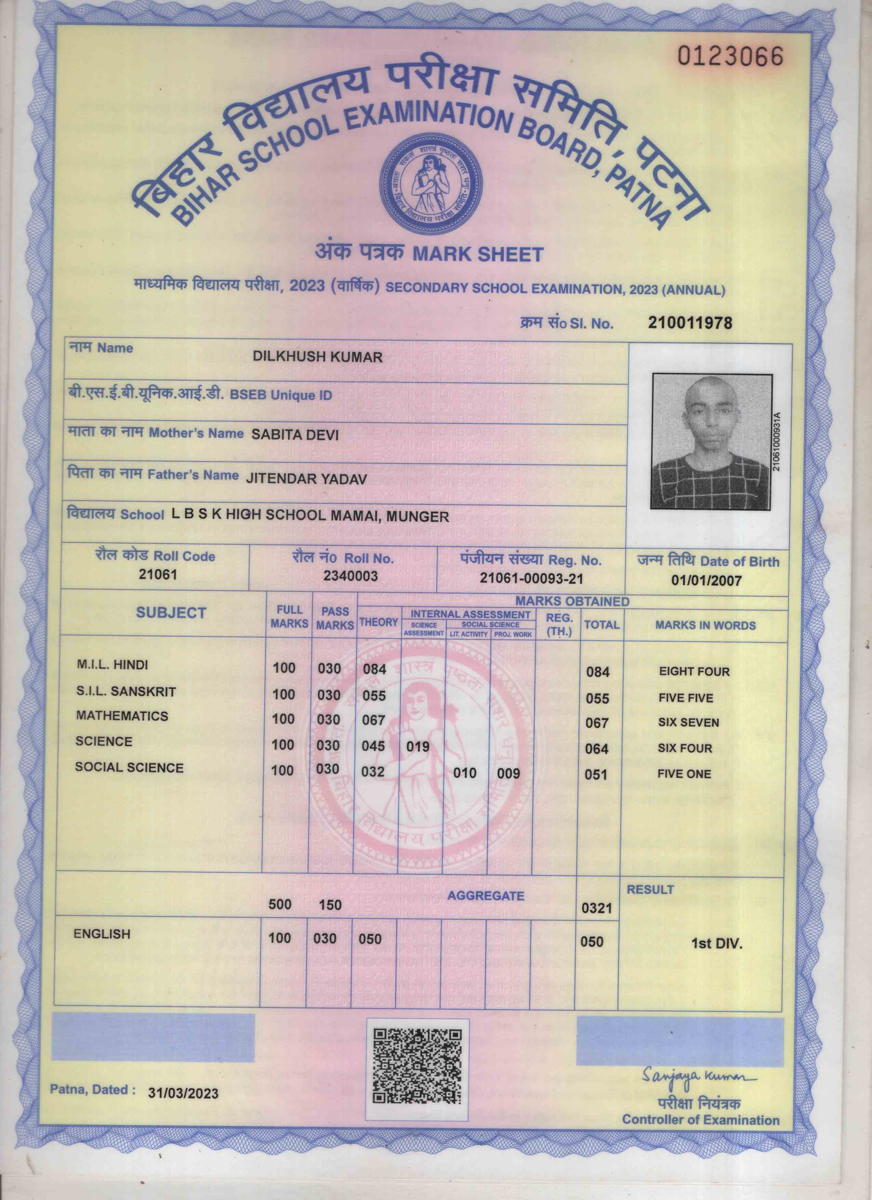 0123066
बिहार विद्यालय परीक्षा समिति, पटना
BIHAR SCHOOL EXAMINATION BOARD, PATNA
अंक पत्रक MARK SHEET
माध्यमिक विद्यालय परीक्षा, 2023 (वार्षिक) SECONDARY SCHOOL EXAMINATION, 2023 (ANNUAL)
क्रम सं० Sl. No. 210011978
नाम Name DILKHUSH KUMAR
बी.एस.ई.बी.यूनिक.आई.डी. BSEB Unique ID
माता का नाम Mother's Name SABITA DEVI
पिता का नाम Father's Name JITENDAR YADAV
विद्यालय School L B S K HIGH SCHOOL MAMAI, MUNGER
210610000931A
रौल कोड Roll Code रौल नं० Roll No. पंजीयन संख्या Reg. No. जन्म तिथि Date of Birth
21061 2340003 21061-00093-21 01/01/2007
SUBJECT FULL MARKS PASS MARKS MARKS OBTAINED
THEORY INTERNAL ASSESSMENT REG. (TH.) TOTAL MARKS IN WORDS
SCIENCE ASSESSMENT SOCIAL SCIENCE
LIT. ACTIVITY PROJ. WORK
M.I.L. HINDI 100 030 084 084 EIGHT FOUR
S.I.L. SANSKRIT 100 030 055 055 FIVE FIVE
MATHEMATICS 100 030 067 067 SIX SEVEN
SCIENCE 100 030 045 019 064 SIX FOUR
SOCIAL SCIENCE 100 030 032 010 009 051 FIVE ONE
500 150 AGGREGATE 0321 RESULT
ENGLISH 100 030 050 050 1st DIV.
Patna, Dated : 31/03/2023
Sanjaya Kumar
परीक्षा नियंत्रक
Controller of Examination